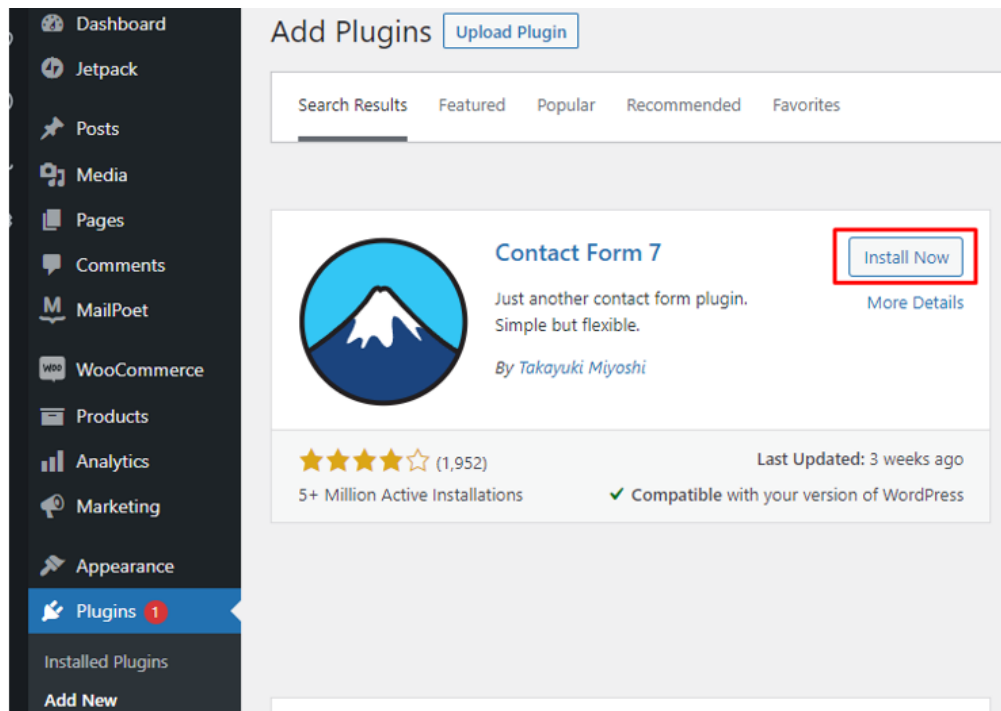 Dashboard
Jetpack
Posts
Media
Pages
Comments
M MailPoet
Woo WooCommerce
Products
Analytics
Marketing
Appearance
Plugins 1
Installed Plugins
Add New
Add Plugins Upload Plugin
Search Results Featured Popular Recommended Favorites
Contact Form 7
Install Now
Just another contact form plugin.
Simple but flexible.
More Details
By Takayuki Miyoshi
(1,952)
Last Updated: 3 weeks ago
5+ Million Active Installations
✓ Compatible with your version of WordPress